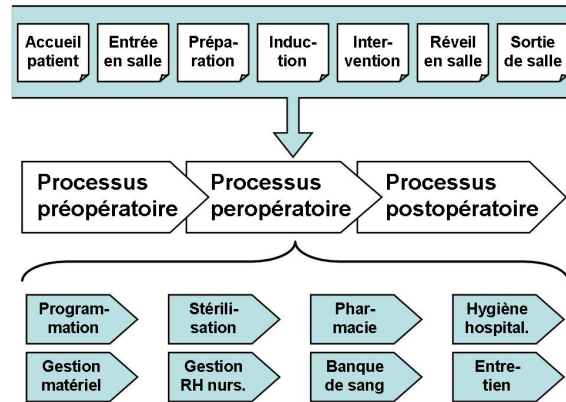 Accueil
patient
Entrée
en salle
Prépa-
ration
Induc-
tion
Inter-
vention
Réveil
en salle
Sortie
de salle
Processus
préopératoire
Processus
peropératoire
Processus
postopératoire
Program-
mation
Stérili-
sation
Phar-
macie
Hygiène
hospital.
Gestion
matériel
Gestion
RH nurs.
Banque
de sang
Entre-
tien